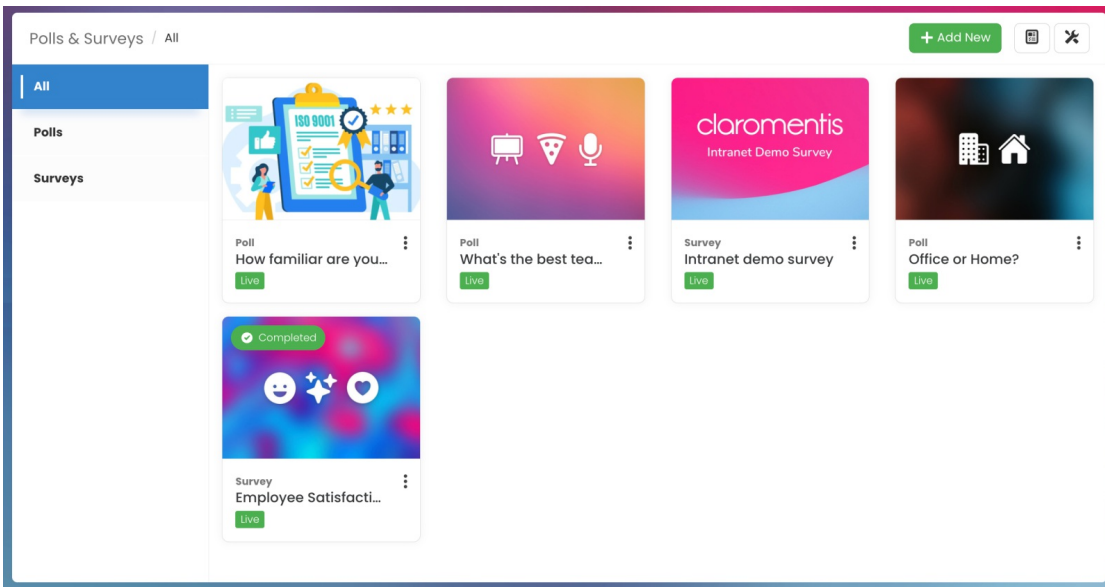 Polls & Surveys / All
Add New
All
Polls
Surveys
ISO 9001
Poll
How familiar are you...
Live
Poll
What's the best tea...
Live
claromentis
Intranet Demo Survey
Survey
Intranet demo survey
Live
Poll
Office or Home?
Live
Completed
Survey
Employee Satisfacti...
Live